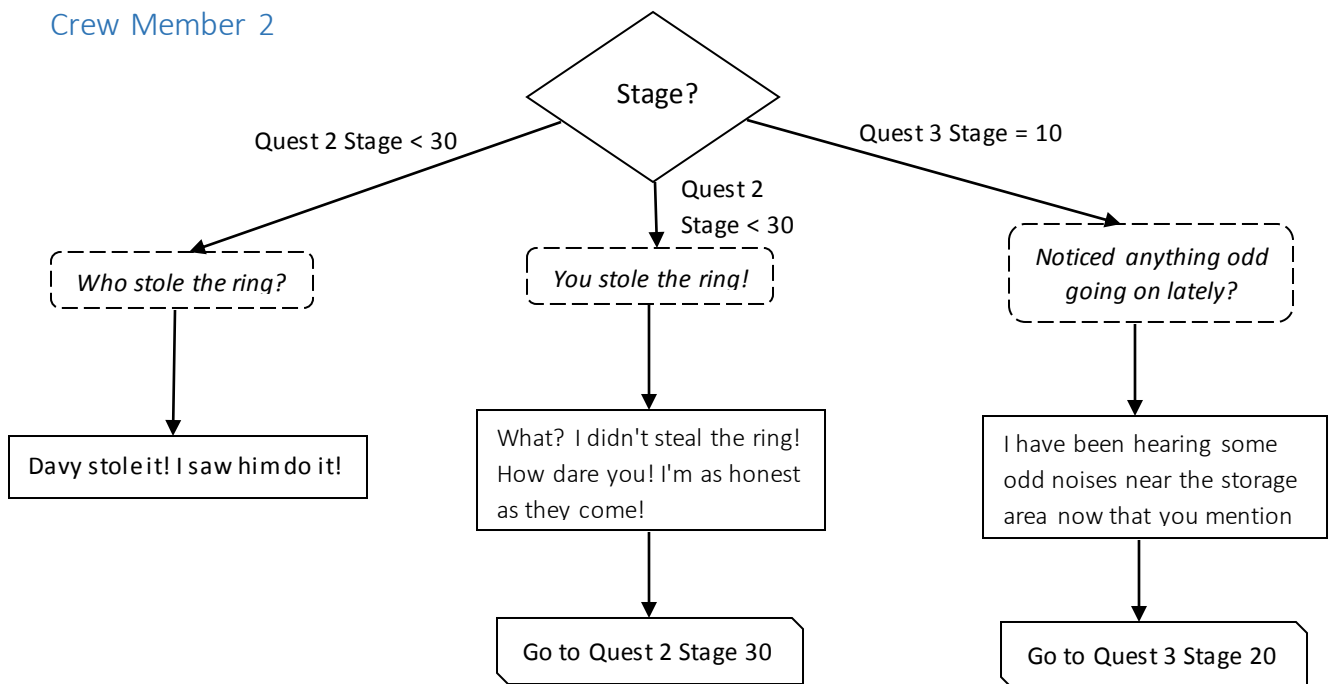 Crew Member 2
Stage?
Quest 2 Stage < 30
Quest 2
Stage < 30
Quest 3 Stage = 10
Who stole the ring?
You stole the ring!
Noticed anything odd
going on lately?
Davy stole it! I saw him do it!
What? I didn't steal the ring!
How dare you! I'm as honest
as they come!
I have been hearing some
odd noises near the storage
area now that you mention
Go to Quest 2 Stage 30
Go to Quest 3 Stage 20